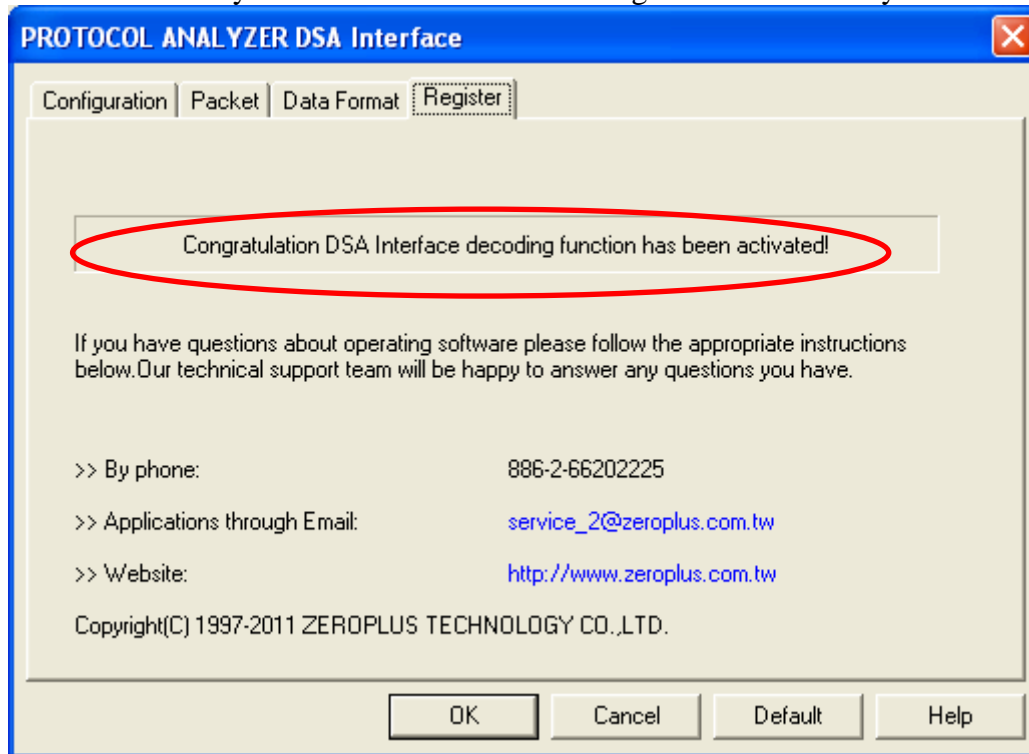 PROTOCOL ANALYZER DSA Interface
Configuration Packet Data Format Register
Congratulation DSA Interface decoding function has been activated!
If you have questions about operating software please follow the appropriate instructions
below.Our technical support team will be happy to answer any questions you have.
>> By phone: 886-2-66202225
>> Applications through Email: service_2@zeroplus.com.tw
>> Website: http://www.zeroplus.com.tw
Copyright(C) 1997-2011 ZEROPLUS TECHNOLOGY CO.,LTD.
OK Cancel Default Help